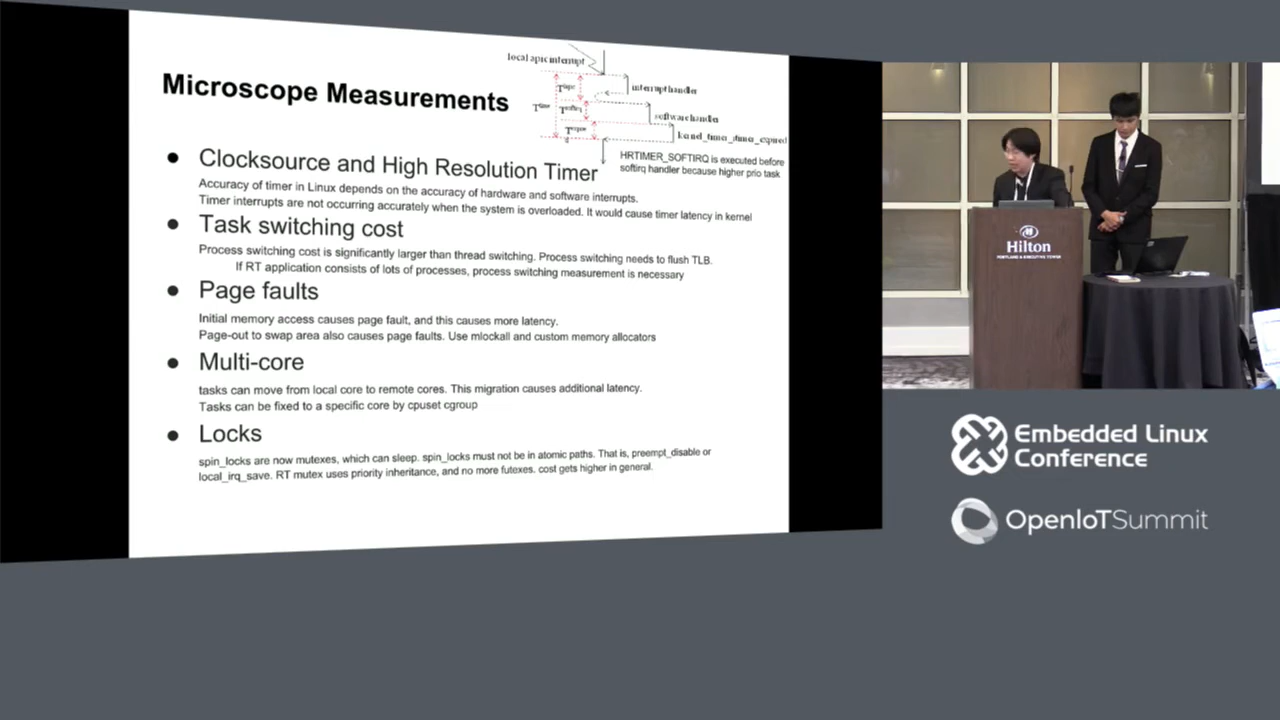 Microscope Measurements
local apic interrupt
interrupt handler
softirq handler
HRTIMER_SOFTIRQ is executed before
softirq handler because higher prio task
● Clocksource and High Resolution Timer
Accuracy of timer in Linux depends on the accuracy of hardware and software interrupts.
Timer interrupts are not occurring accurately when the system is overloaded. It would cause timer latency in kernel
● Task switching cost
Process switching cost is significantly larger than thread switching. Process switching needs to flush TLB.
If RT application consists of lots of processes, process switching measurement is necessary
● Page faults
Initial memory access causes page fault, and this causes more latency.
Page-out to swap area also causes page faults. Use mlockall and custom memory allocators
● Multi-core
tasks can move from local core to remote cores. This migration causes additional latency.
Tasks can be fixed to a specific core by cpuset cgroup
● Locks
spin_locks are now mutexes, which can sleep. spin_locks must not be in atomic paths. That is, preempt_disable or
local_irq_save. RT mutex uses priority inheritance, and no more futexes. cost gets higher in general.
Hilton
PORTLAND & EXECUTIVE TOWER
Embedded Linux
Conference
OpenIoTSummit